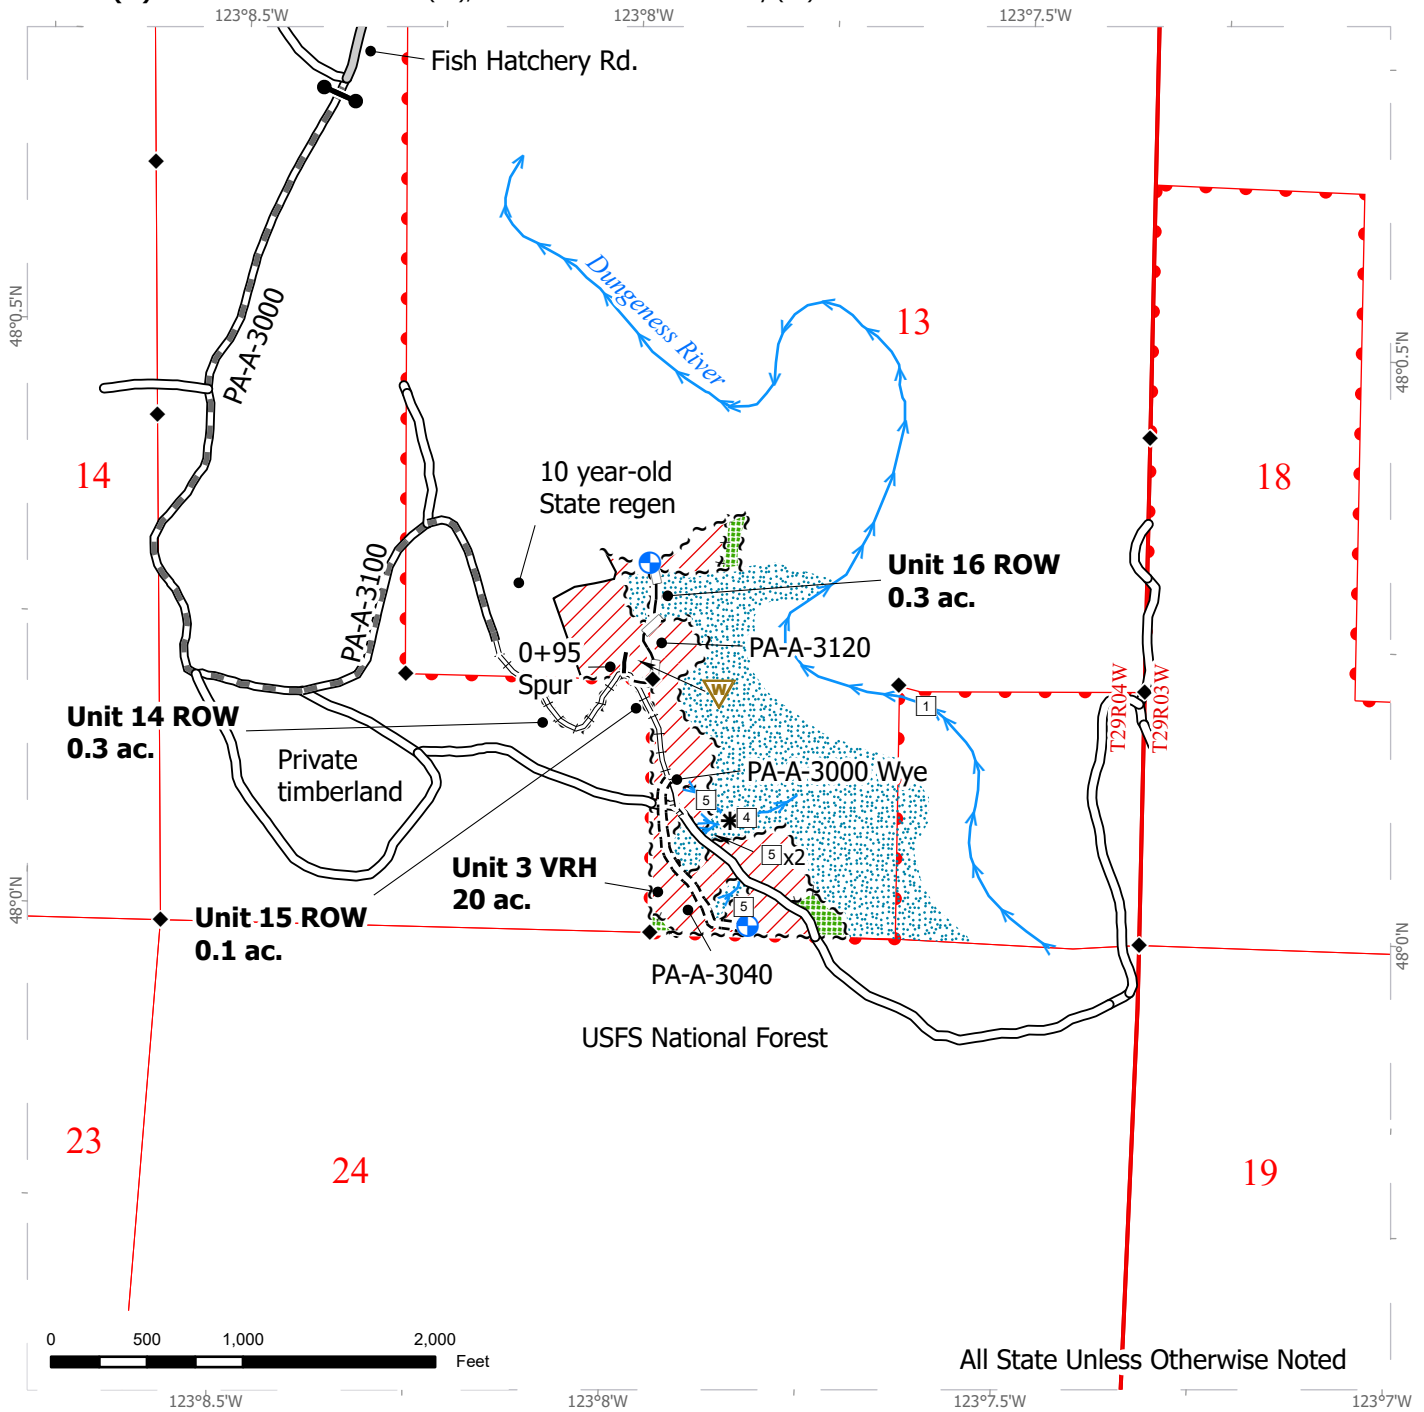 123°8.5'W
123°8'W
123°7.5'W
Fish Hatchery Rd.
Dungeness River
13
48°0.5'N
48°0.5'N
PA-A-3000
14
10 year-old
State regen
18
PA-A-3100
Unit 16 ROW
0.3 ac.
0+95
Spur
PA-A-3120
W
1
T29R04W
T29R03W
Unit 14 ROW
0.3 ac.
Private
timberland
PA-A-3000 Wye
5
4
5 x2
Unit 3 VRH
20 ac.
5
48°0'N
48°0'N
Unit 15 ROW
0.1 ac.
PA-A-3040
USFS National Forest
23
24
19
0 500 1,000 2,000
Feet
All State Unless Otherwise Noted
123°8.5'W
123°8'W
123°7.5'W
123°7'W